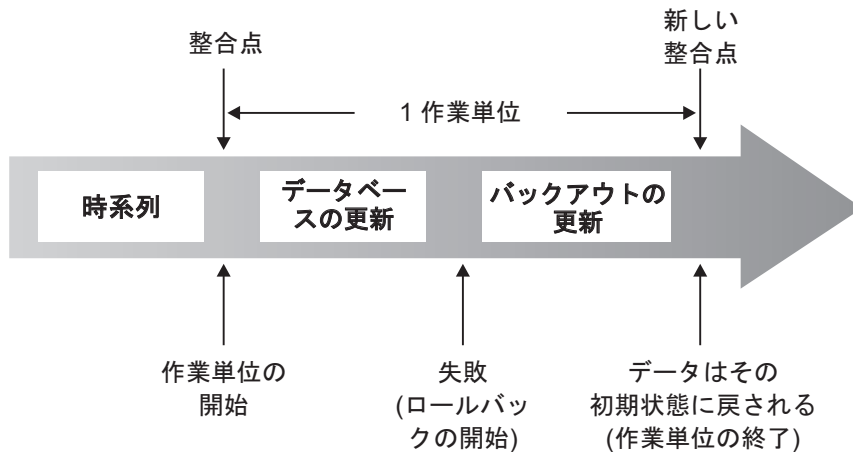 整合点
新しい
整合点
1 作業単位
時系列
データベー
スの更新
バックアウトの
更新
作業単位の
開始
失敗
(ロールバッ
クの開始)
データはその
初期状態に戻される
(作業単位の終了)